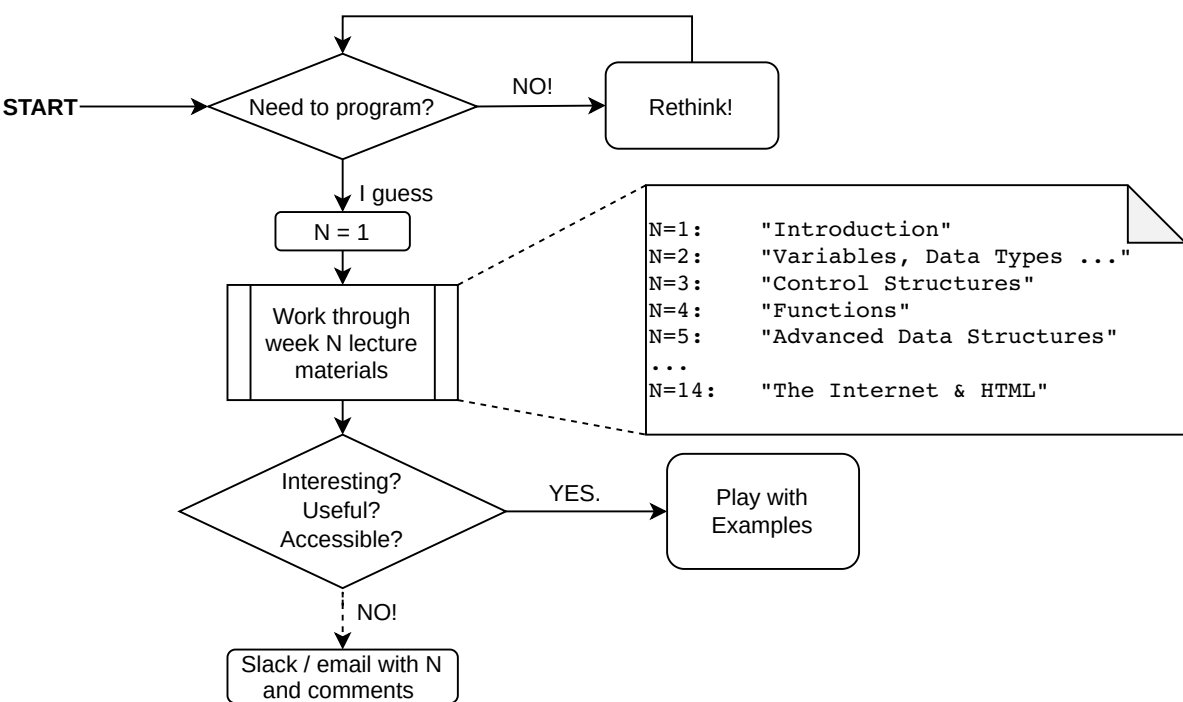 START
Need to program?
NO!
Rethink!
I guess
N = 1
Work through
week N lecture
materials
N=1: "Introduction"
N=2: "Variables, Data Types ..."
N=3: "Control Structures"
N=4: "Functions"
N=5: "Advanced Data Structures"
...
N=14: "The Internet & HTML"
Interesting?
Useful?
Accessible?
YES.
Play with
Examples
NO!
Slack / email with N
and comments